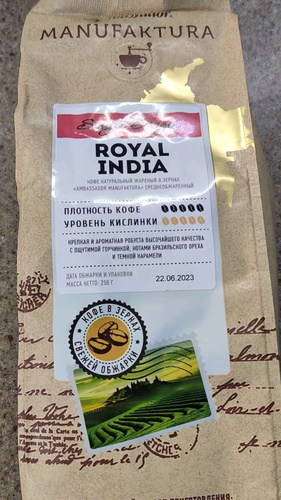 MANUFAKTURA
ROYAL
INDIA
КОФЕ НАТУРАЛЬНЫЙ ЖАРЕНЫЙ В ЗЕРНАХ
«AMBASSADOR MANUFAKTURA» СРЕДНЕОБЖАРЕННЫЙ
ПЛОТНОСТЬ КОФЕ
УРОВЕНЬ КИСЛИНКИ
КРЕПКАЯ И АРОМАТНАЯ РОБУСТА ВЫСОЧАЙШЕГО КАЧЕСТВА
С ОЩУТИМОЙ ГОРЧИНКОЙ, НОТАМИ БРАЗИЛЬСКОГО ОРЕХА
И ТЕМНОЙ КАРАМЕЛИ
ДАТА ОБЖАРКИ И УПАКОВКИ
22.06.2023
МАССА НЕТТО: 250 Г
КОФЕ В ЗЕРНАХ
СВЕЖЕЙ ОБЖАРКИ